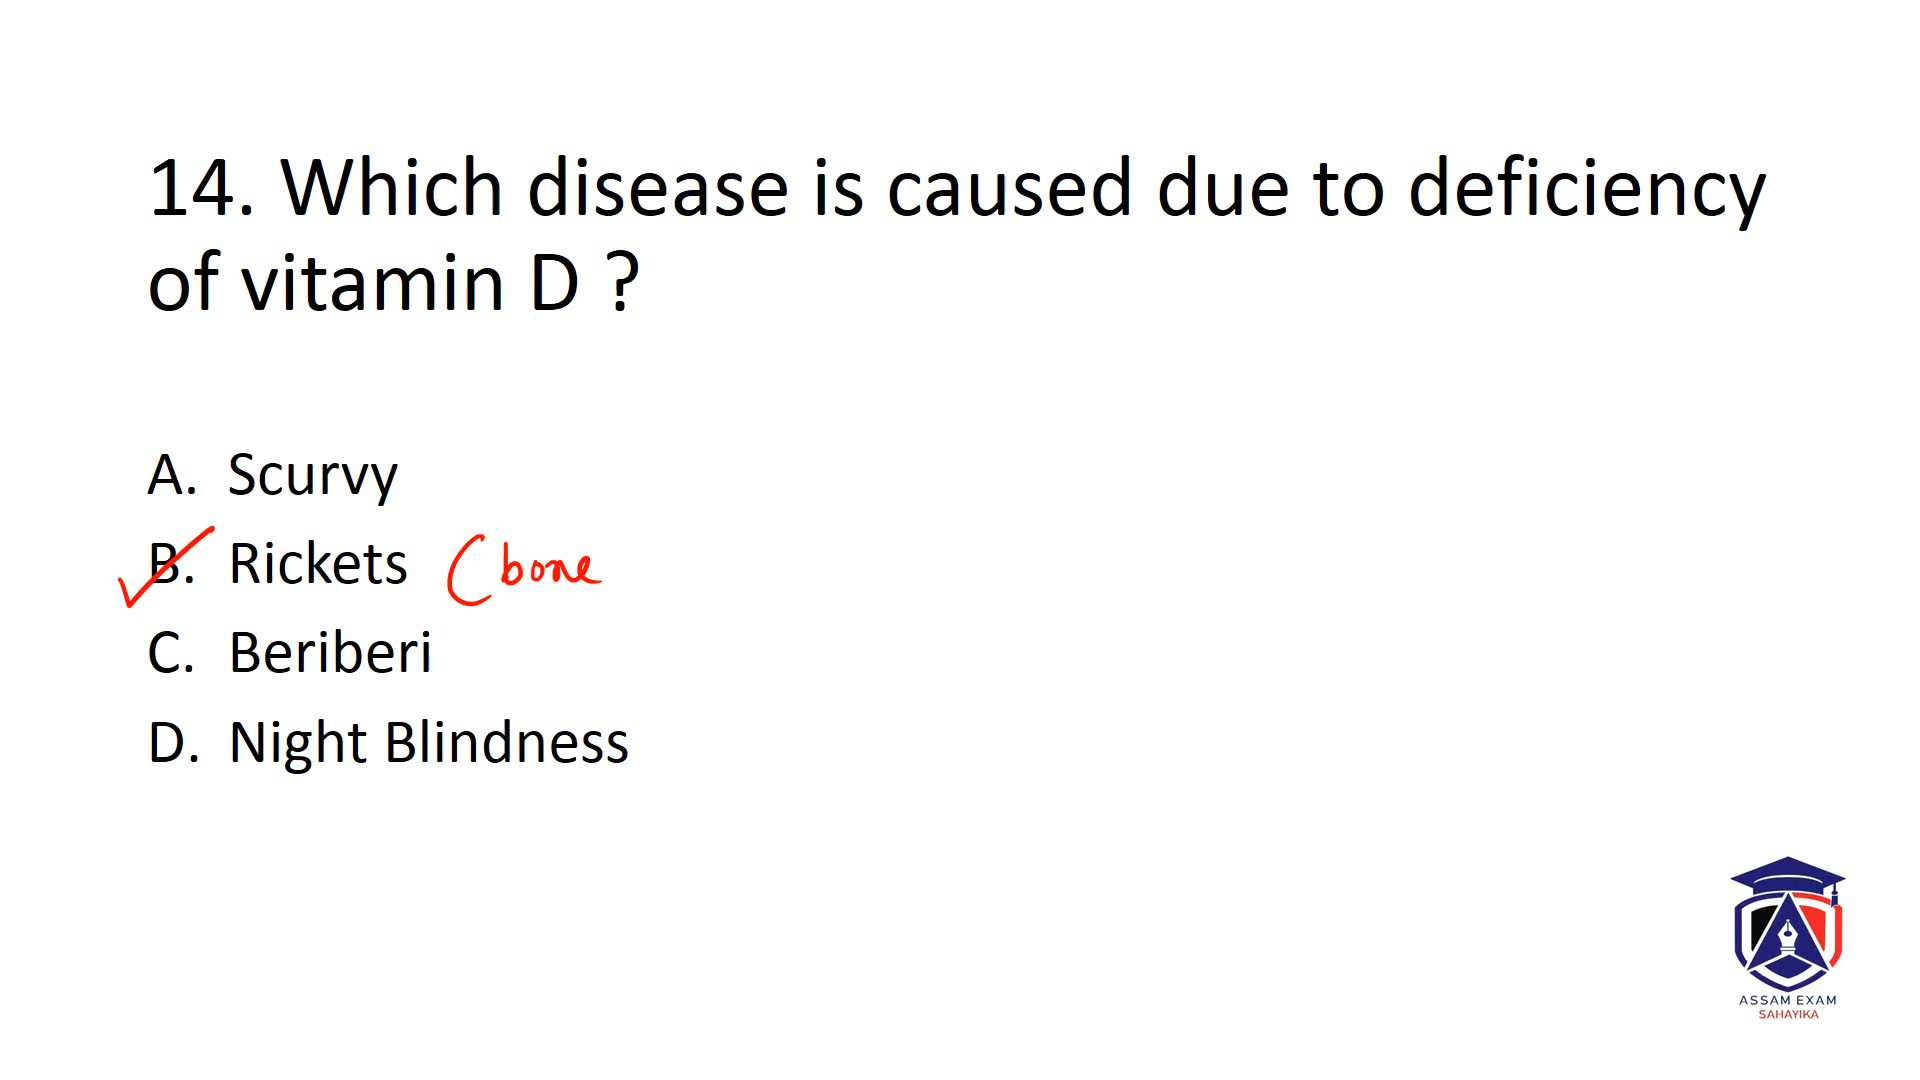 14. Which disease is caused due to deficiency
of vitamin D ?
A. Scurvy
B. Rickets (bone
C. Beriberi
D. Night Blindness
ASSAM EXAM
SAHAYIKA